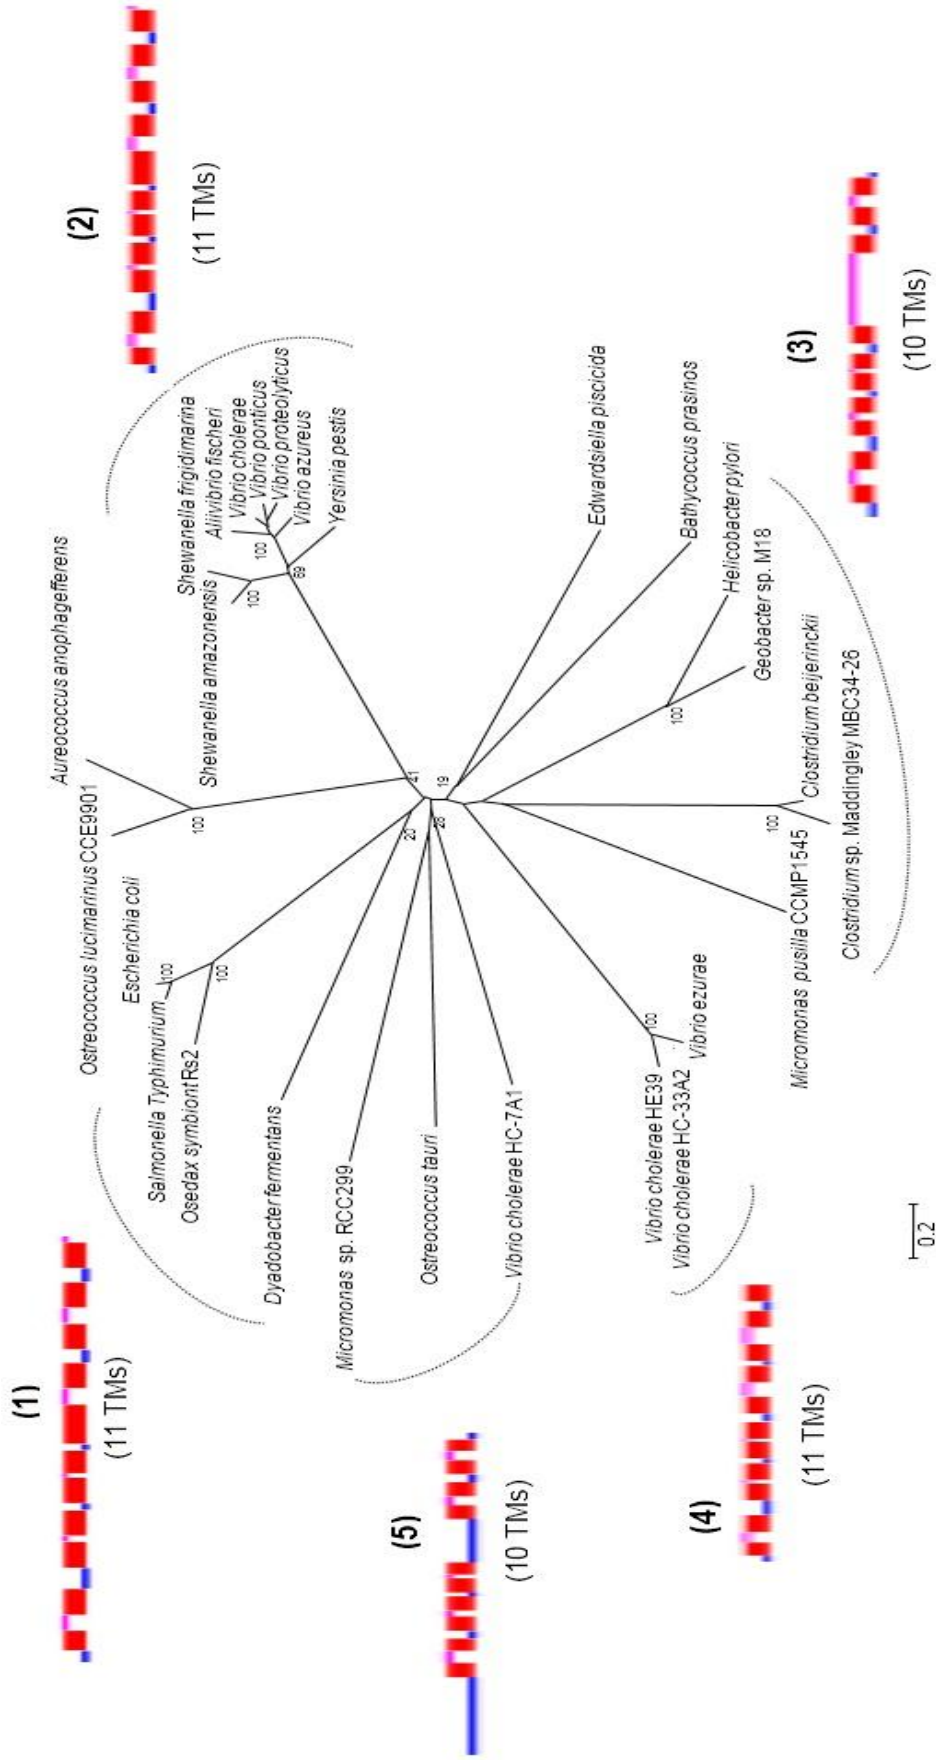 (1)
(11 TMs)
(2)
(11 TMs)
(3)
(10 TMs)
(4)
(11 TMs)
(5)
(10 TMs)
Ostreococcus lucimarinus CCE9901
Aureococcus anophagefferens
100
Shewanella amazonensis
Shewanella frigidimarina
100
Aliivibrio fischeri
Vibrio cholerae
Vibrio ponticus
Vibrio proteolyticus
Vibrio azureus
100
69
Yersinia pestis
41
Edwardsiella piscicida
19
Bathycoccus prasinos
Helicobacter pylori
Geobacter sp. M18
100
Clostridium beijerinckii
Clostridium sp. Maddingley MBC34-26
100
Micromonas pusilla CCMP1545
Vibrio ezurae
Vibrio cholerae HE39
Vibrio cholerae HC-33A2
100
Vibrio cholerae HC-7A1
28
Ostreococcus tauri
Micromonas sp. RCC299
Dyadobacter fermentans
20
Osedax symbiont Rs2
Salmonella Typhimurium
Escherichia coli
100
100
0.2